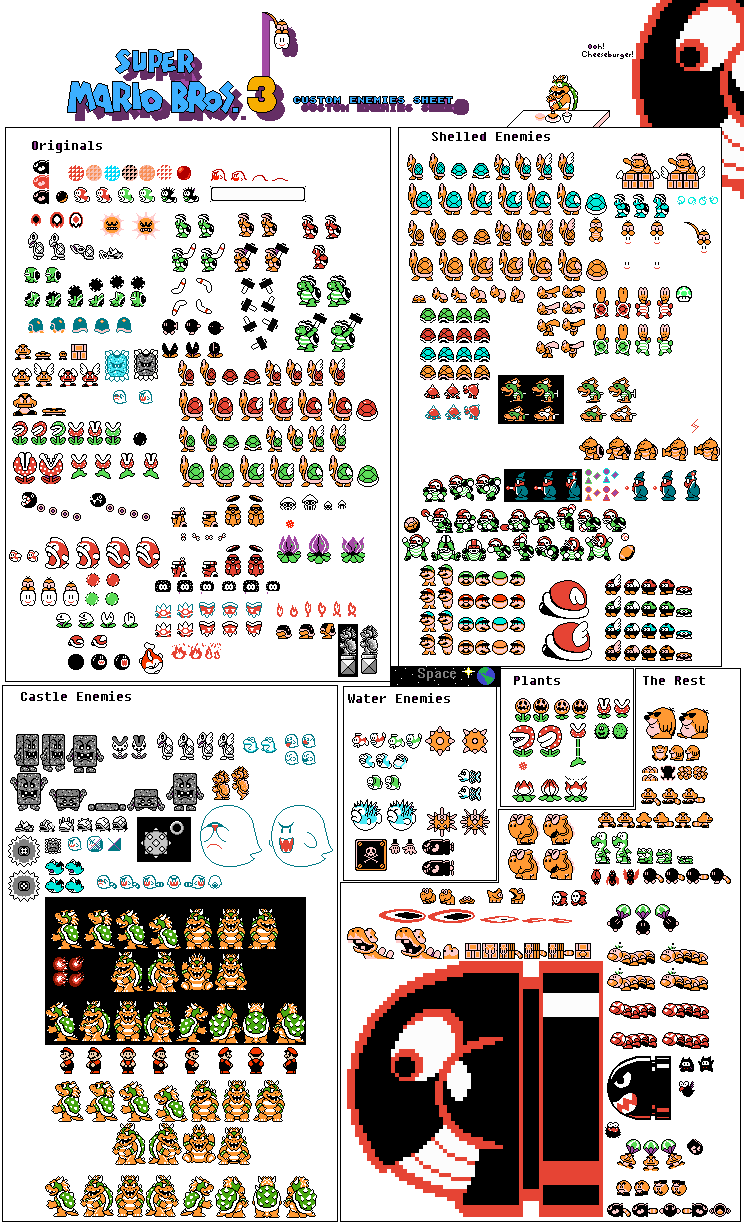 Ooh!
Cheeseburger!
SUPER
MARIO BROS. 3
CUSTOM ENEMIES SHEET
Originals
Shelled Enemies
Space
Castle Enemies
Water Enemies
Plants
The Rest